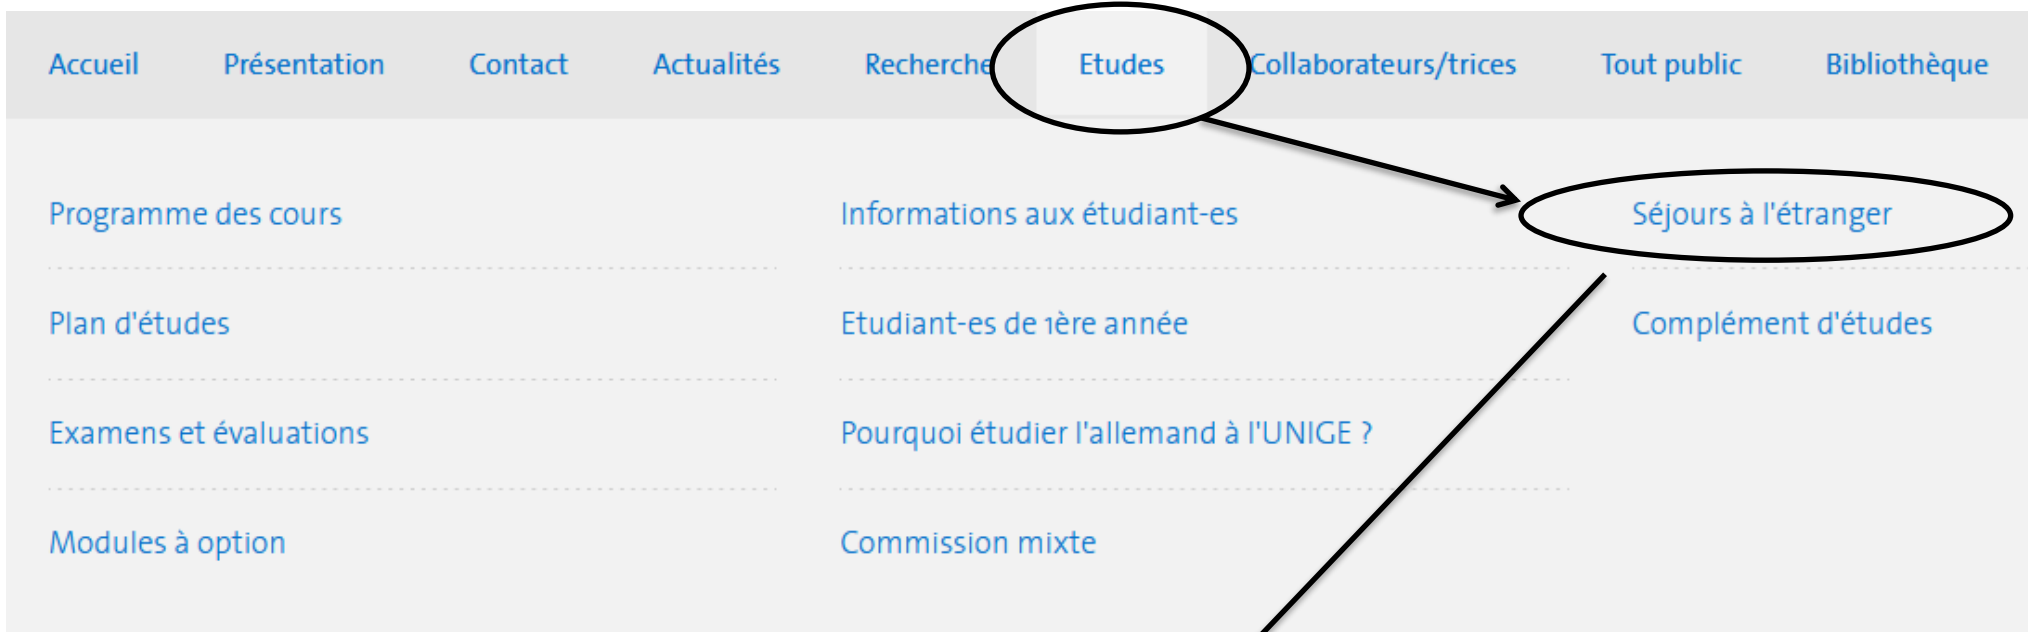 Accueil Présentation Contact Actualités Recherche Etudes Collaborateurs/trices Tout public Bibliothèque
Programme des cours Informations aux étudiant-es Séjours à l'étranger
Plan d'études Etudiant-es de 1ère année Complément d'études
Examens et évaluations Pourquoi étudier l'allemand à l'UNIGE ?
Modules à option Commission mixte